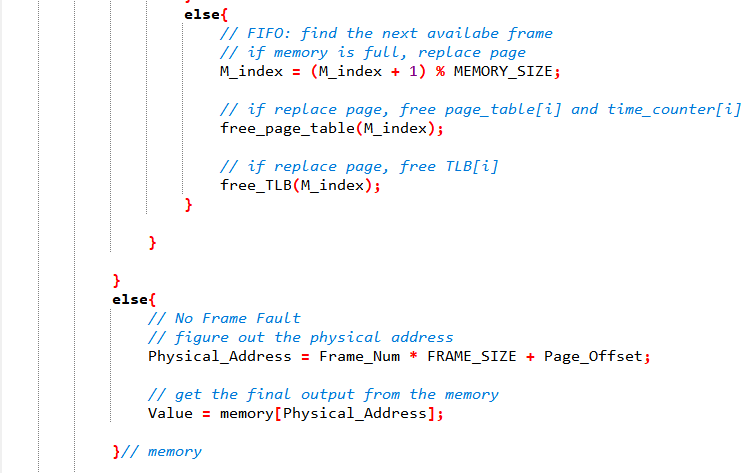 else{
// FIFO: find the next availabe frame
// if memory is full, replace page
M_index = (M_index + 1) % MEMORY_SIZE;
// if replace page, free page_table[i] and time_counter[i]
free_page_table(M_index);
// if replace page, free TLB[i]
free_TLB(M_index);
}
}
}
else{
// No Frame Fault
// figure out the physical address
Physical_Address = Frame_Num * FRAME_SIZE + Page_Offset;
// get the final output from the memory
Value = memory[Physical_Address];
}// memory